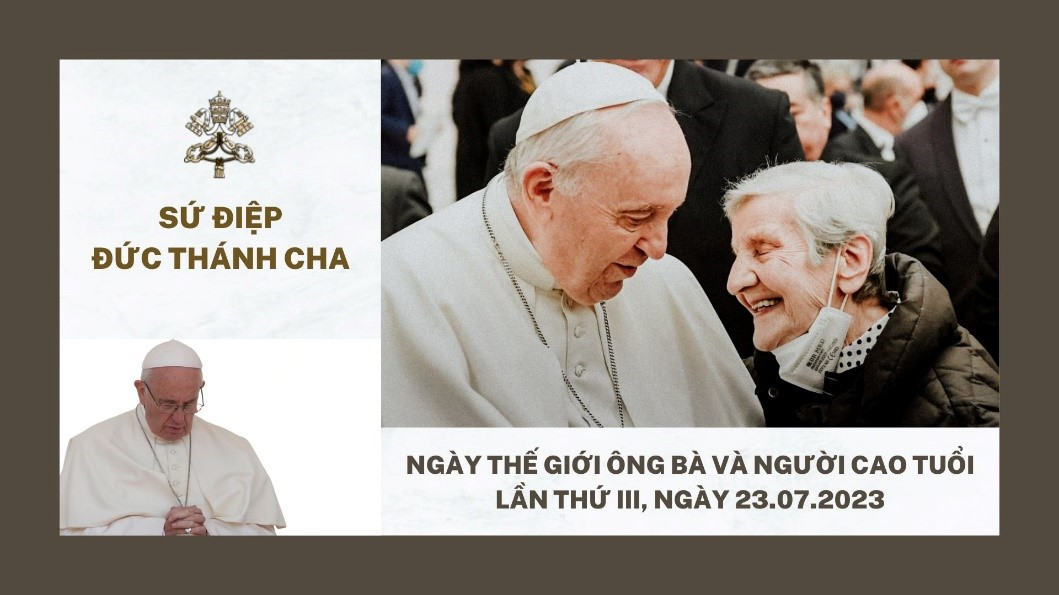 SỨ ĐIỆP
ĐỨC THÁNH CHA
NGÀY THẾ GIỚI ÔNG BÀ VÀ NGƯỜI CAO TUỔI
LẦN THỨ III, NGÀY 23.07.2023